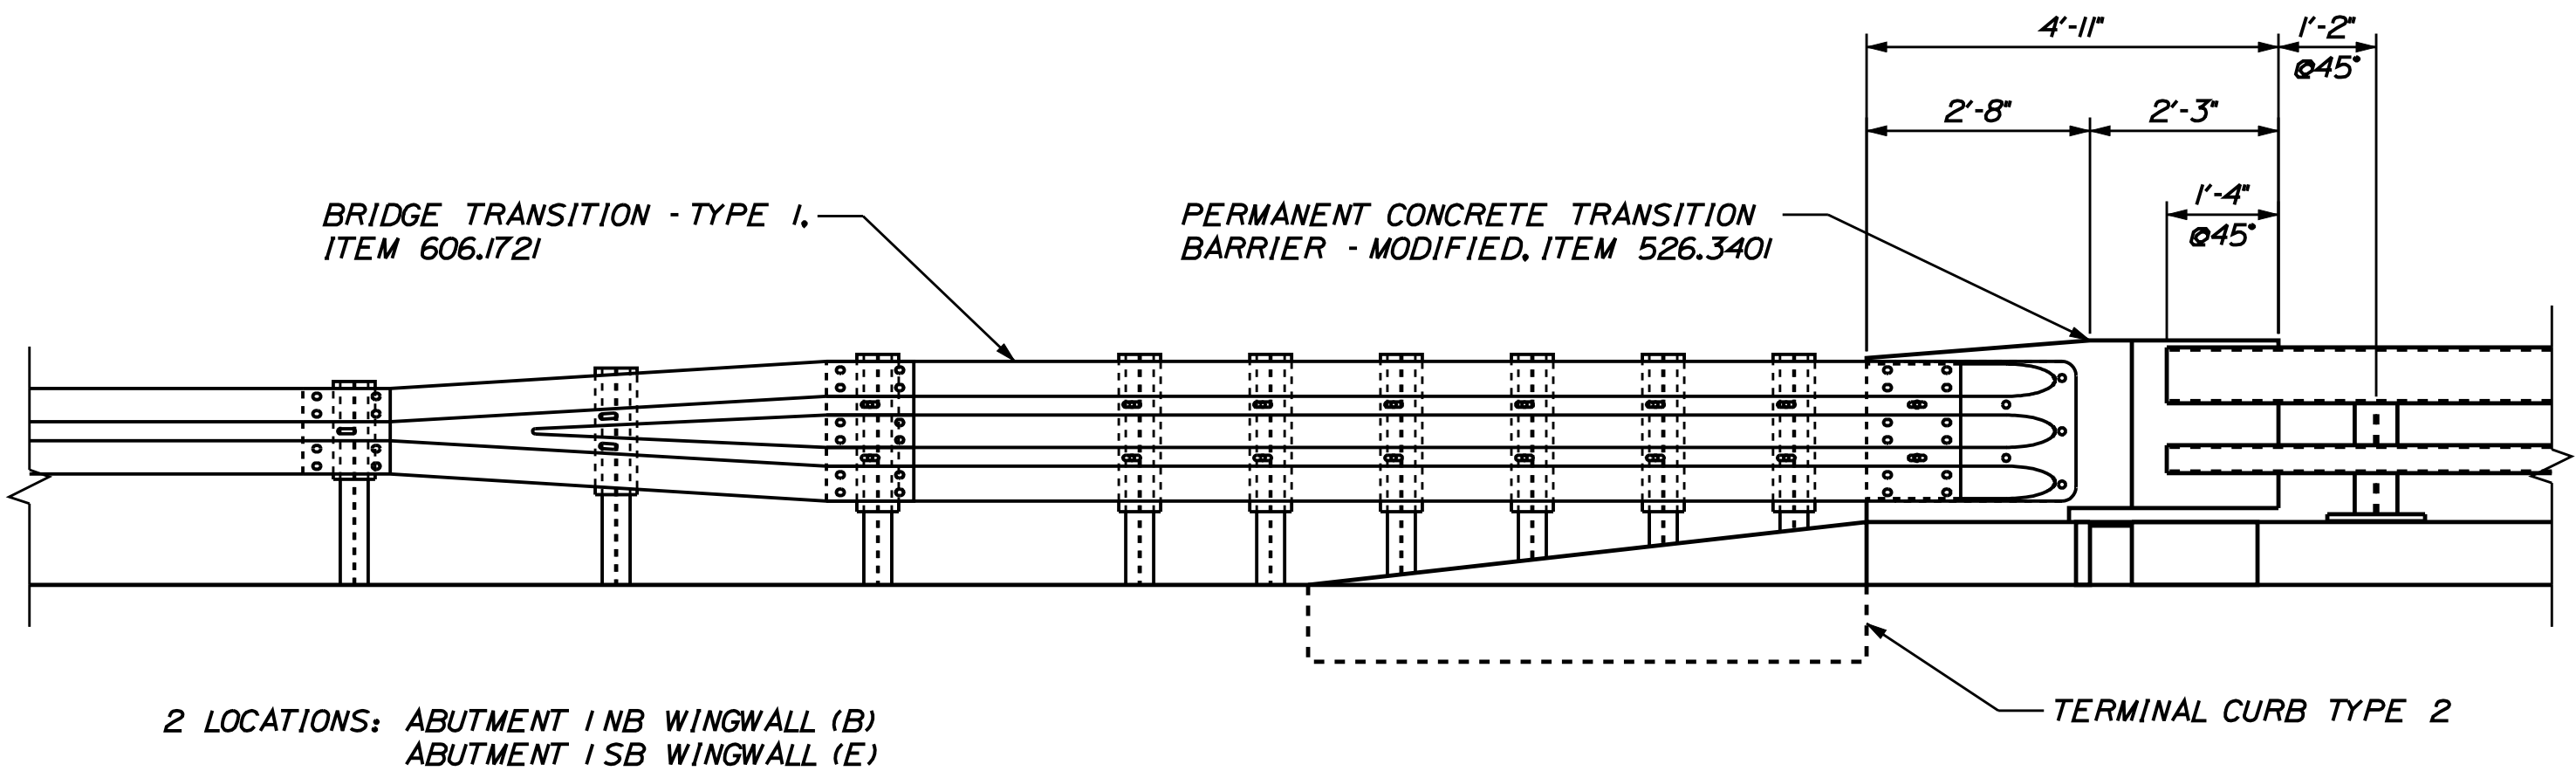 4'-11" 1'-2"
@45°
2'-8" 2'-3"
1'-4"
@45°
BRIDGE TRANSITION - TYPE 1,
ITEM 606.1721
PERMANENT CONCRETE TRANSITION
BARRIER - MODIFIED, ITEM 526.3401
TERMINAL CURB TYPE 2
2 LOCATIONS: ABUTMENT 1 NB WINGWALL (B)
ABUTMENT 1 SB WINGWALL (E)